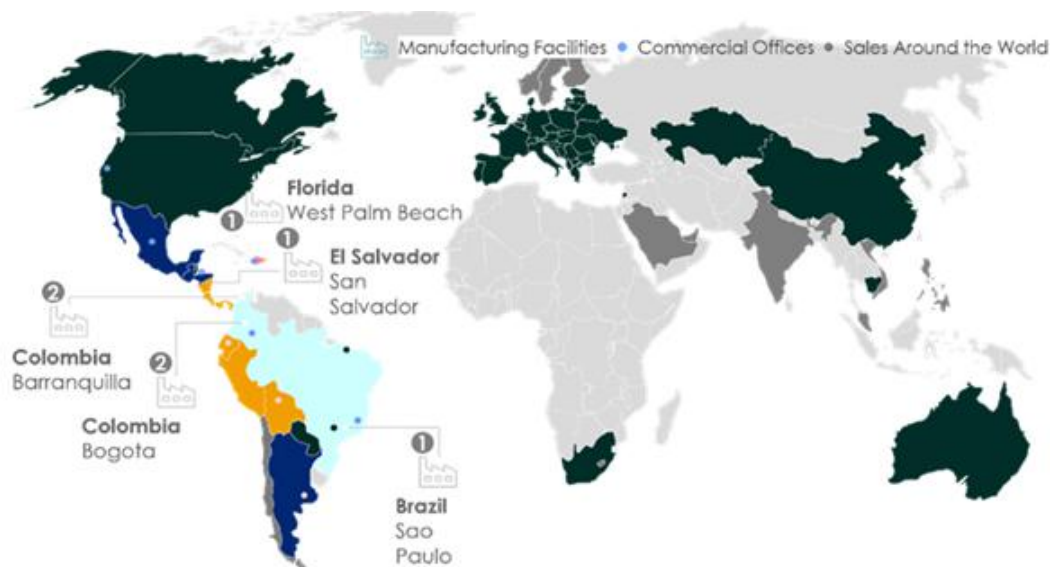 Manufacturing Facilities
Commercial Offices
Sales Around the World
1
Florida
West Palm Beach
1
El Salvador
San
Salvador
2
Colombia
Barranquilla
2
Colombia
Bogota
1
Brazil
Sao
Paulo